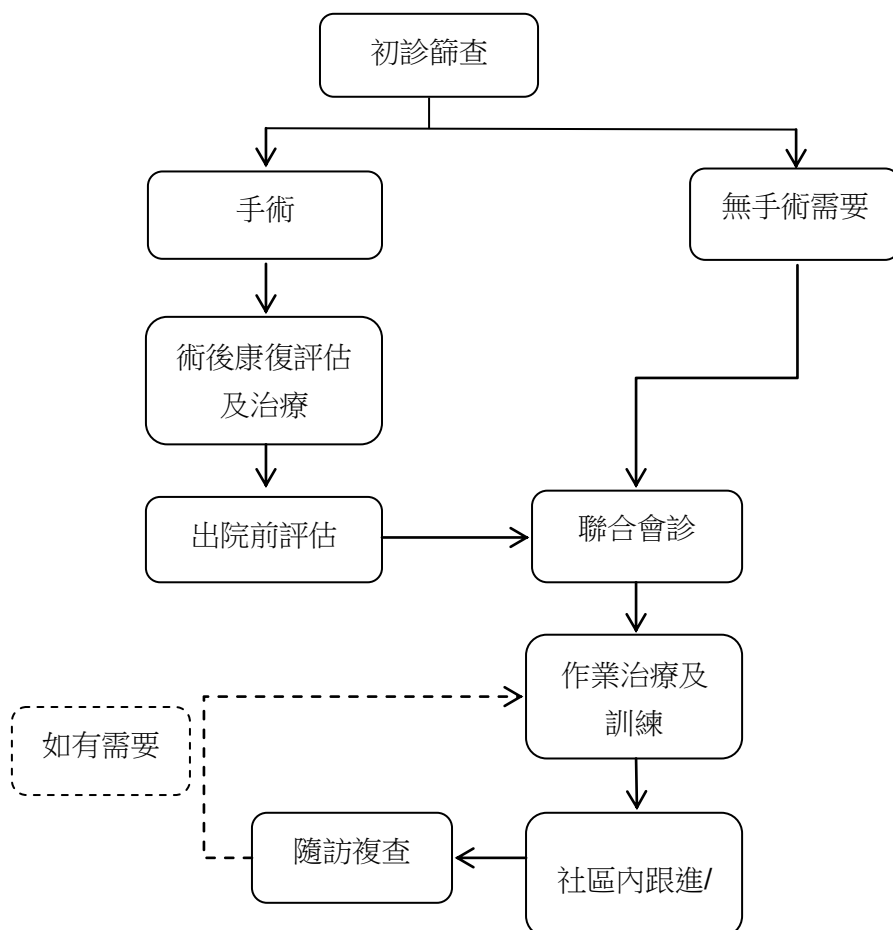 初診篩查
手術
無手術需要
術後康復評估
及治療
出院前評估
聯合會診
作業治療及
訓練
如有需要
隨訪複查
社區內跟進/